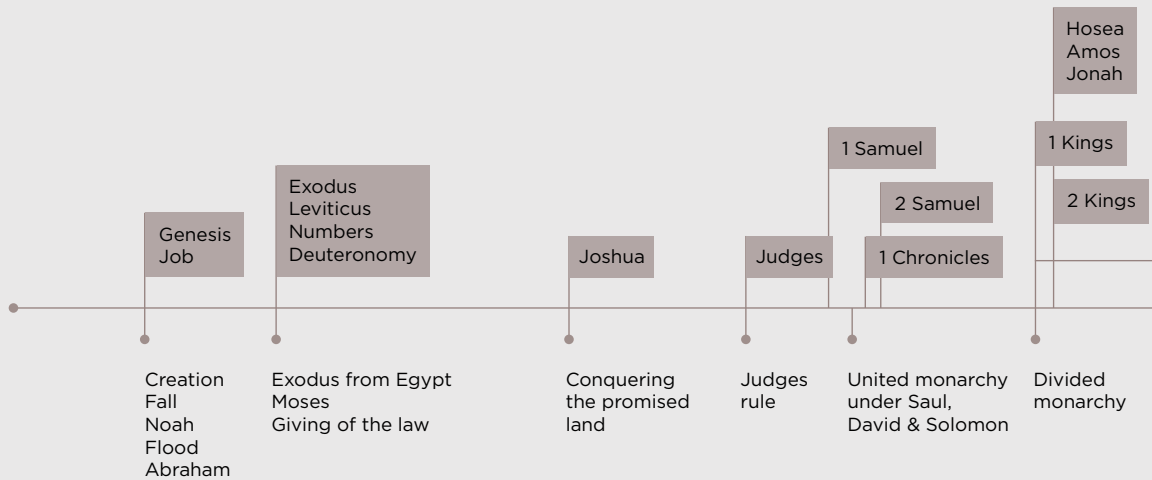 Hosea
Amos
Jonah
1 Samuel
1 Kings
Exodus
Leviticus
Numbers
Deuteronomy
2 Samuel
2 Kings
Genesis
Job
Joshua
Judges
1 Chronicles
Creation
Fall
Noah
Flood
Abraham
Exodus from Egypt
Moses
Giving of the law
Conquering
the promised
land
Judges
rule
United monarchy
under Saul,
David & Solomon
Divided
monarchy